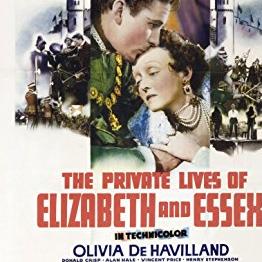 THE PRIVATE LIVES OF
ELIZABETH AND ESSEX
IN TECHNICOLOR
OLIVIA DE HAVILLAND
DONALD CRISP • ALAN HALE • VINCENT PRICE • HENRY STEPHENSON